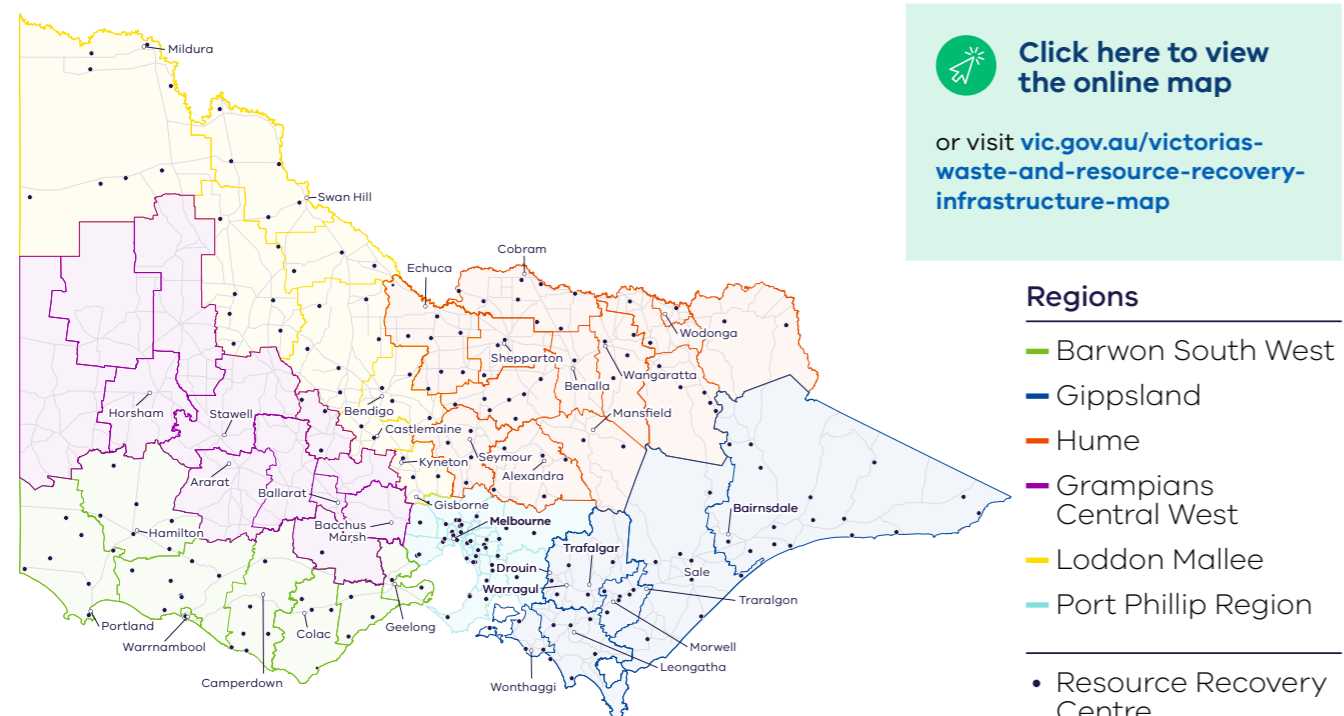 Click here to view
the online map
or visit vic.gov.au/victorias-
waste-and-resource-recovery-
infrastructure-map
Regions
Barwon South West
Gippsland
Hume
Grampians
Central West
Loddon Mallee
Port Phillip Region
Resource Recovery
Centre
Mildura
Swan Hill
Cobram
Echuca
Wodonga
Shepparton
Wangaratta
Benalla
Horsham
Stawell
Bendigo
Mansfield
Castlemaine
Kyneton
Seymour
Alexandra
Ararat
Ballarat
Gisborne
Bairnsdale
Bacchus
Marsh
Melbourne
Hamilton
Trafalgar
Drouin
Sale
Warragul
Traralgon
Portland
Geelong
Colac
Warrnambool
Morwell
Leongatha
Camperdown
Wonthaggi